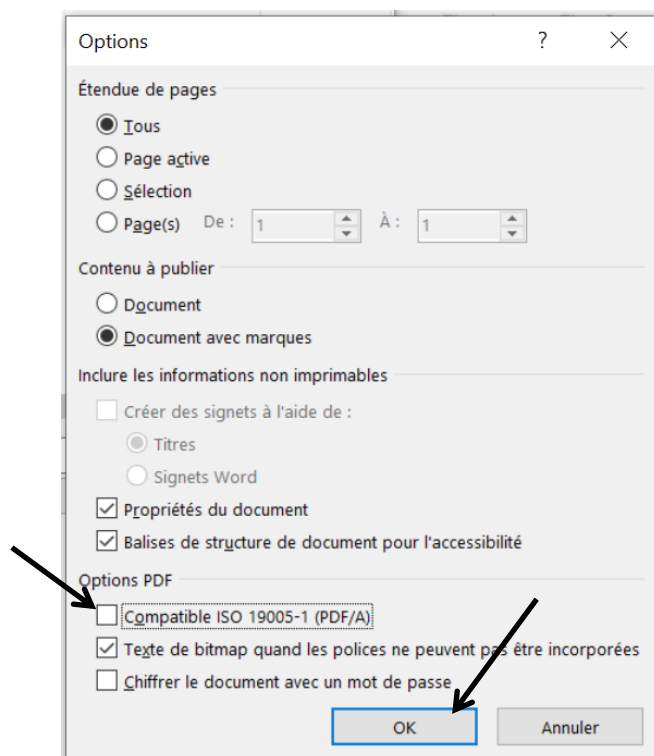 Options ?
Étendue de pages
Tous
Page active
Sélection
Page(s) De : 1 À : 1
Contenu à publier
Document
Document avec marques
Inclure les informations non imprimables
Créer des signets à l'aide de :
Titres
Signets Word
Propriétés du document
Balises de structure de document pour l'accessibilité
Options PDF
Compatible ISO 19005-1 (PDF/A)
Texte de bitmap quand les polices ne peuvent pas être incorporées
Chiffrer le document avec un mot de passe
OK Annuler